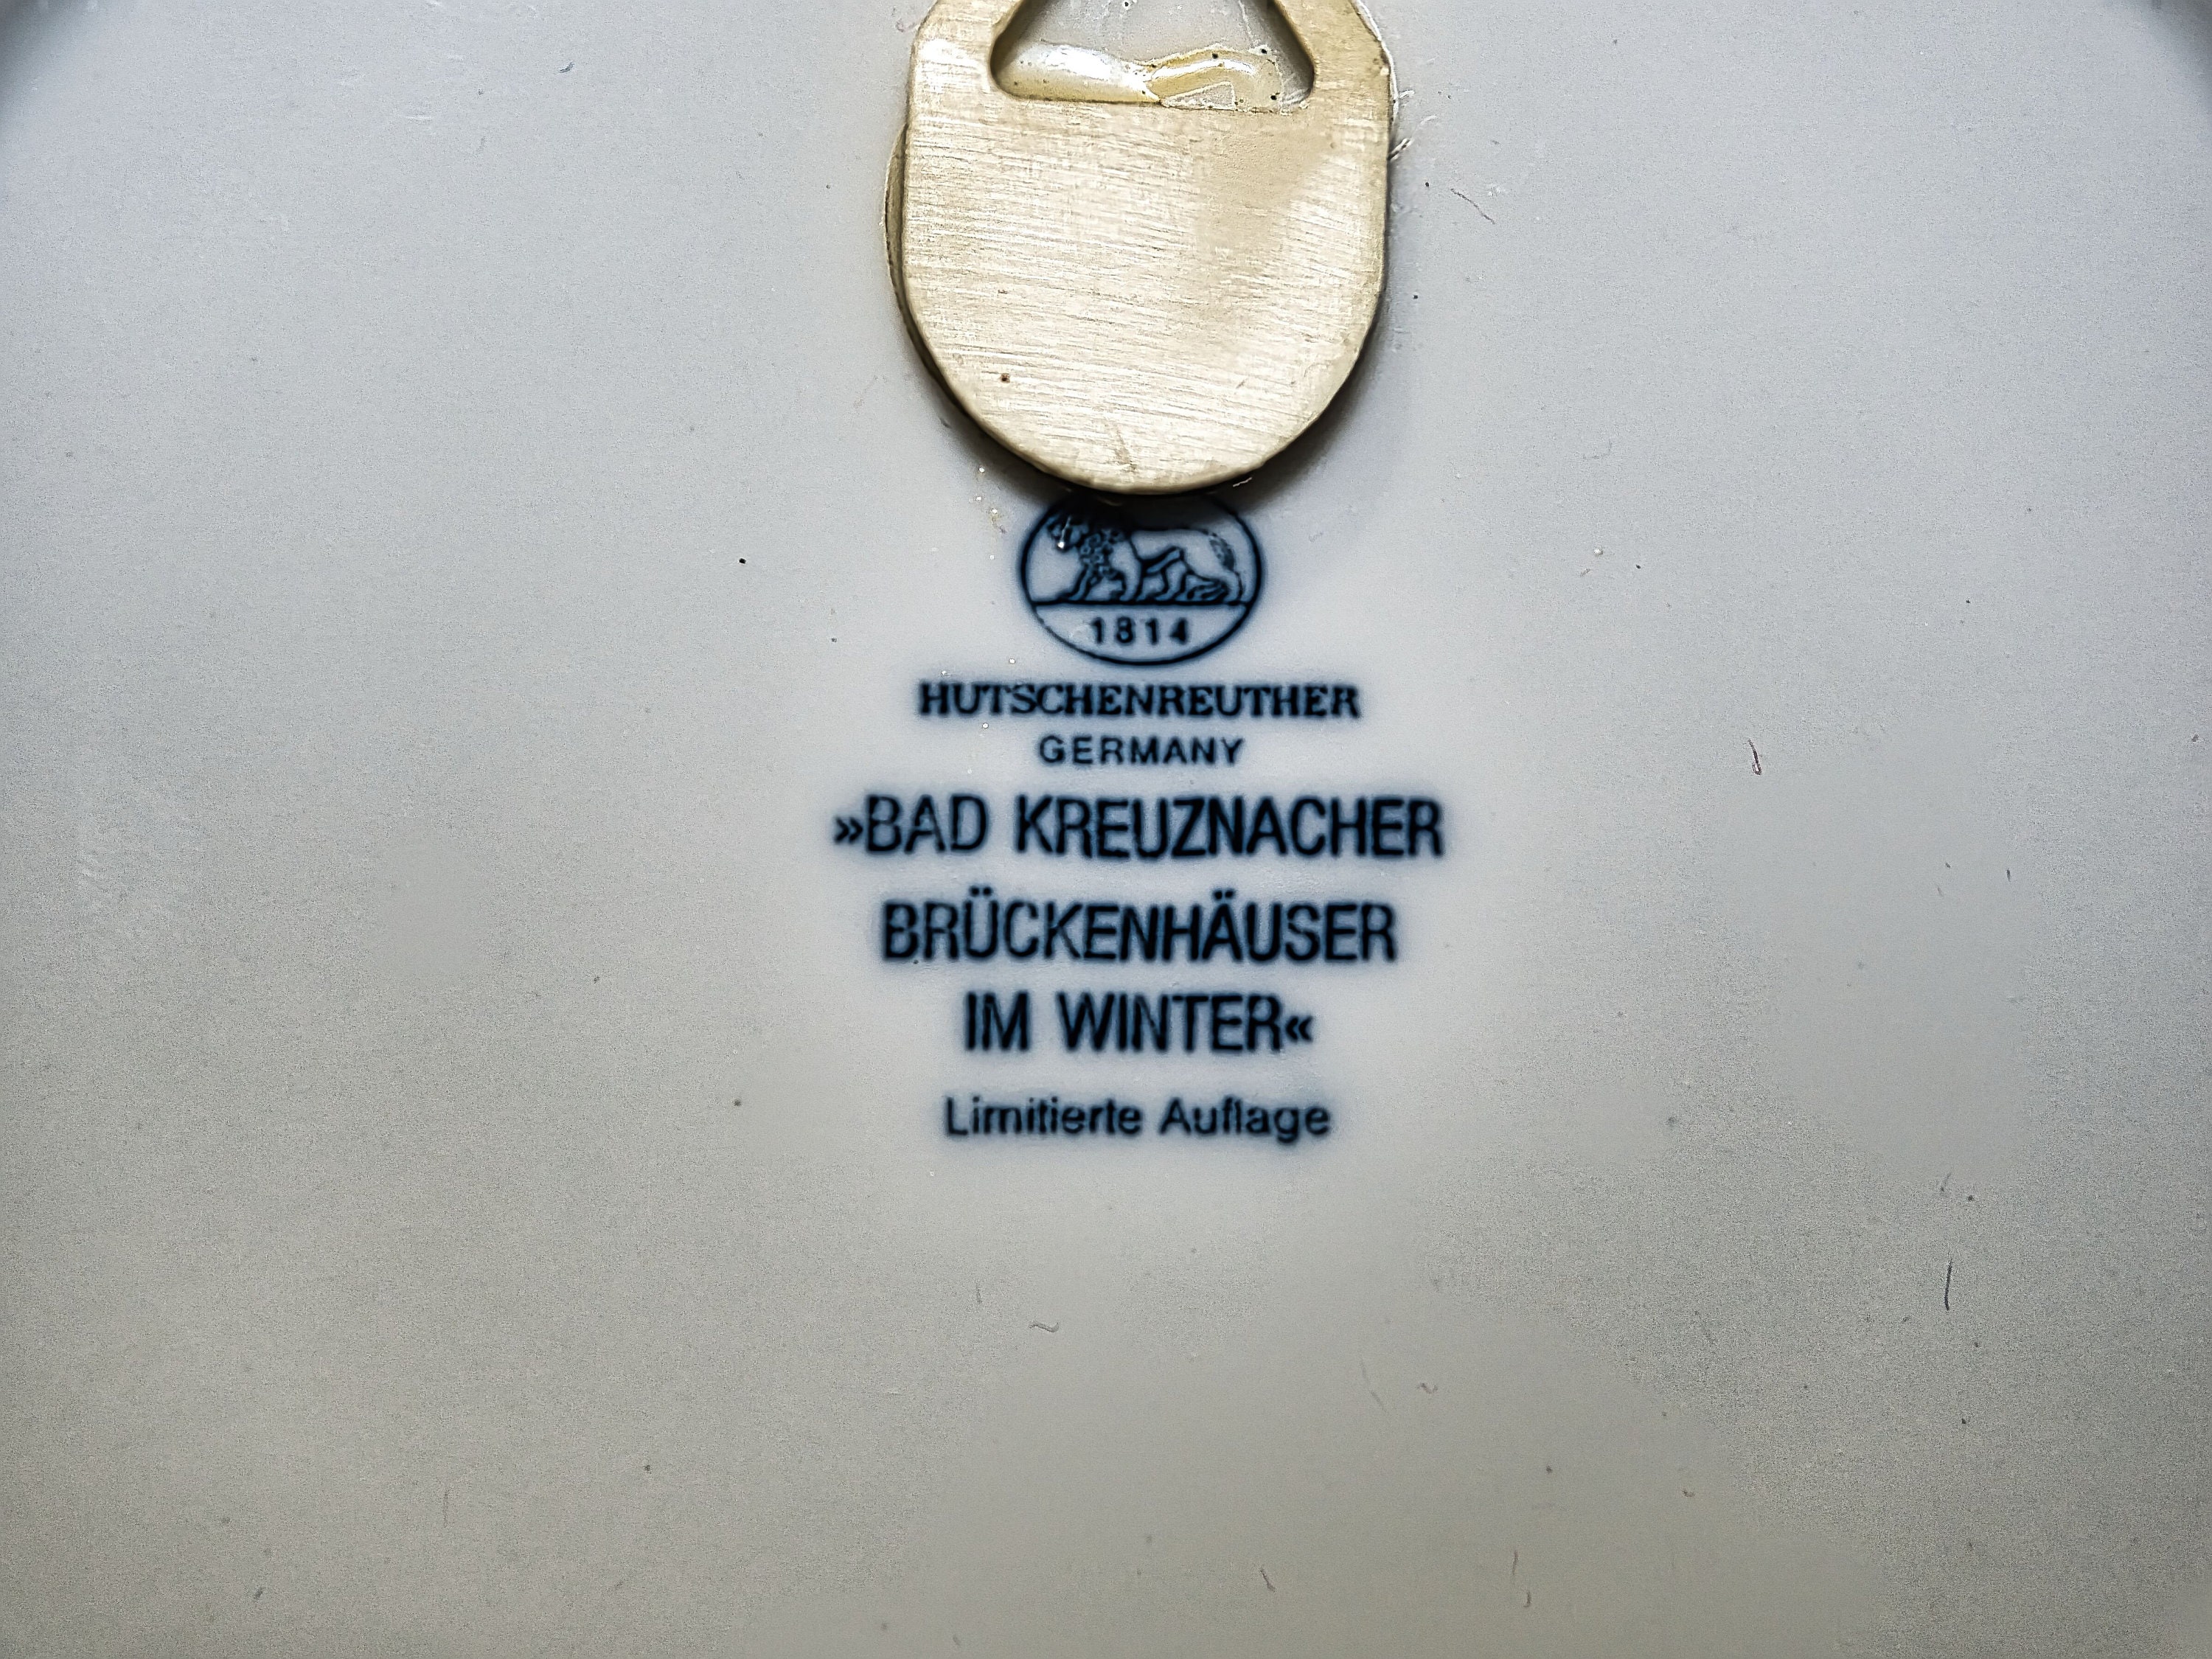 1814
HUTSCHENREUTHER
GERMANY
»BAD KREUZNACHER
BRÜCKENHÄUSER
IM WINTER«
Limitierte Auflage